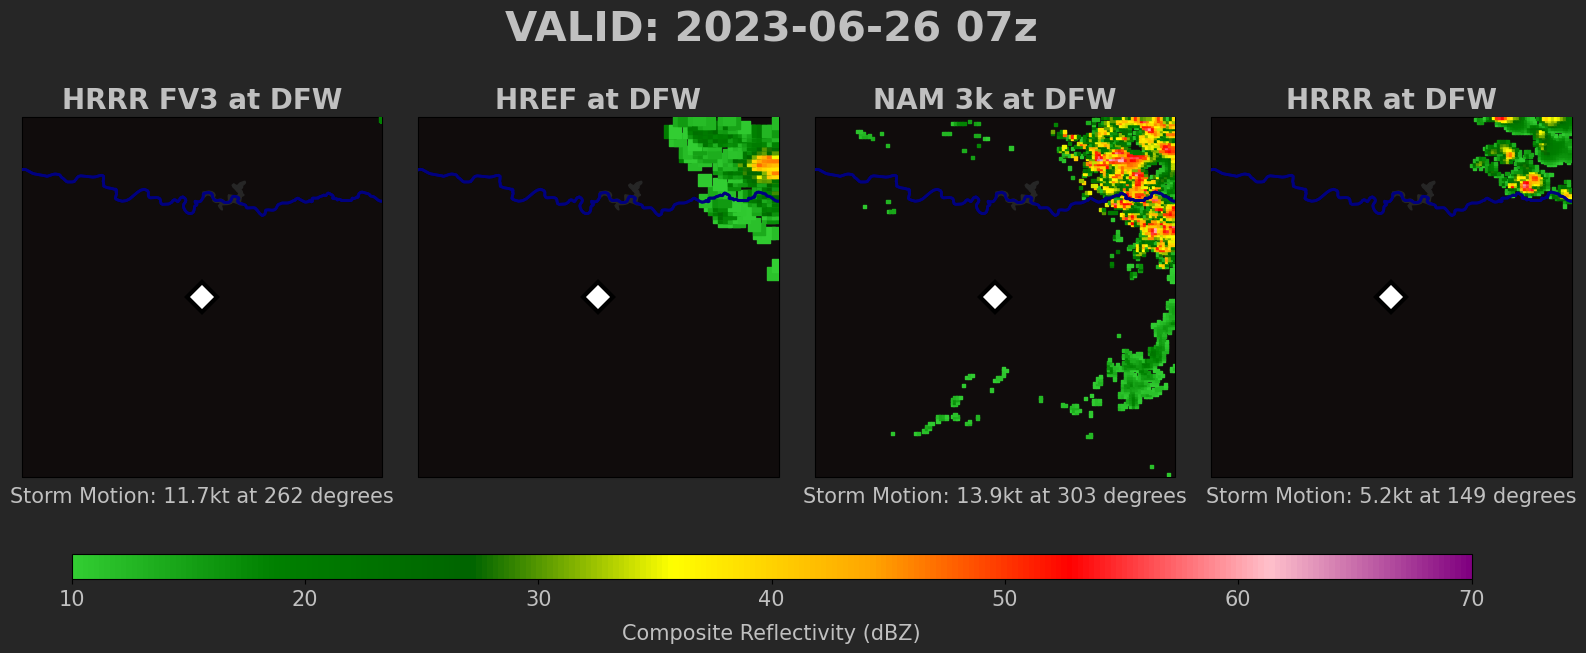 VALID: 2023-06-26 07z
HRRR FV3 at DFW
HREF at DFW
NAM 3k at DFW
HRRR at DFW
Storm Motion: 11.7kt at 262 degrees
Storm Motion: 13.9kt at 303 degrees
Storm Motion: 5.2kt at 149 degrees
10 20 30 40 50 60 70
Composite Reflectivity (dBZ)